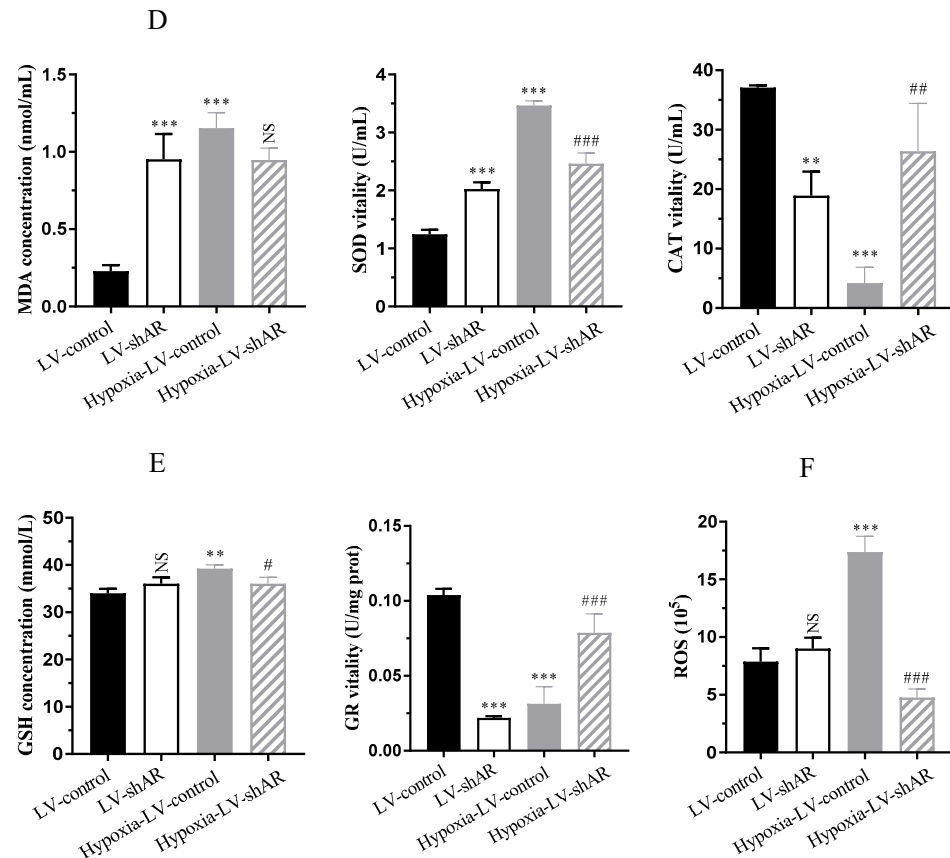 D
MDA concentration (nmol/mL)
1.5
1.0
0.5
0.0
***
***
NS
LV-control
LV-shAR
Hypoxia-LV-control
Hypoxia-LV-shAR
SOD vitality (U/mL)
4
3
2
1
0
***
***
###
LV-control
LV-shAR
Hypoxia-LV-control
Hypoxia-LV-shAR
CAT vitality (U/mL)
40
30
20
10
0
**
***
##
LV-control
LV-shAR
Hypoxia-LV-control
Hypoxia-LV-shAR
E
GSH concentration (mmol/L)
50
40
30
20
10
0
NS
**
#
LV-control
LV-shAR
Hypoxia-LV-control
Hypoxia-LV-shAR
GR vitality (U/mg prot)
0.15
0.10
0.05
0.00
***
***
###
LV-control
LV-shAR
Hypoxia-LV-control
Hypoxia-LV-shAR
F
ROS (10⁵)
20
15
10
5
0
NS
***
###
LV-control
LV-shAR
Hypoxia-LV-control
Hypoxia-LV-shAR